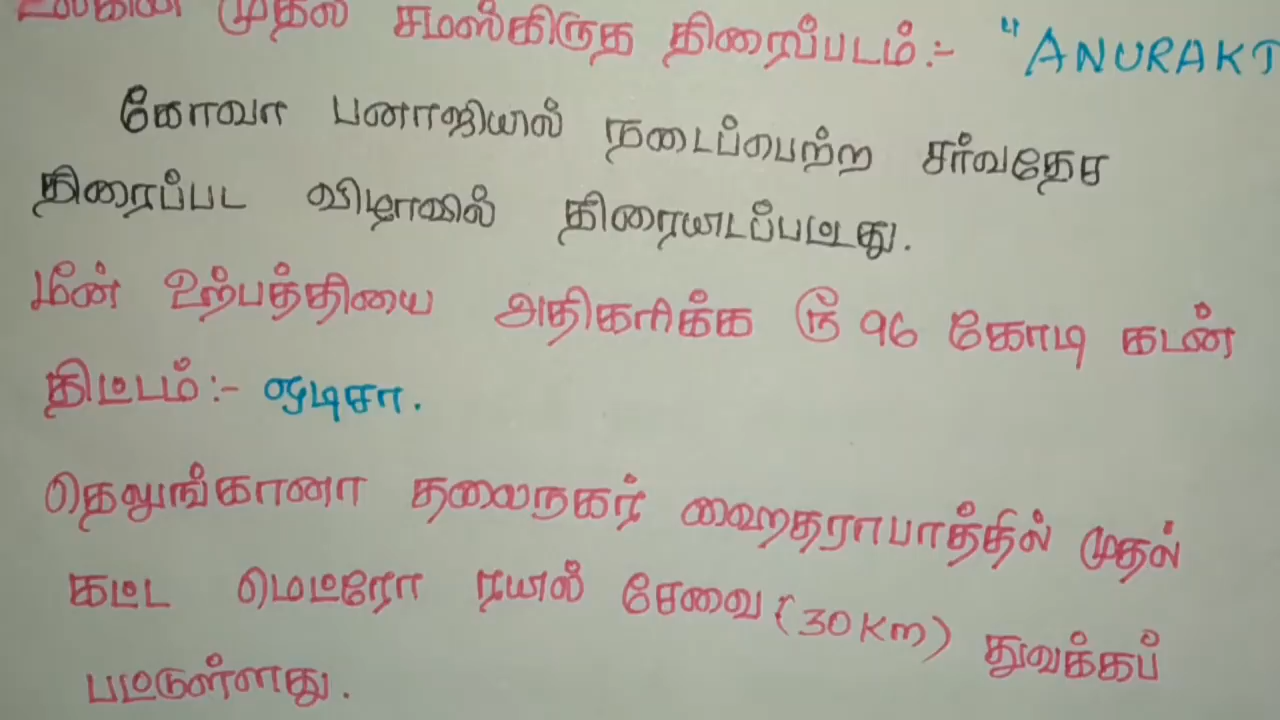 உலகின் முதல் சமஸ்கிருத திரைப்படம் :- "ANURAKT
கோவா பனாஜியில் நடைப்பெற்ற சர்வதேச
திரைப்பட விழாவில் திரையிடப்பட்டது.
மீன் உற்பத்தியை அதிகரிக்க ரூ 96 கோடி கடன்
திட்டம் :- ஒடிசா.
தெலுங்கானா தலைநகர் ஹைதராபாத்தில் முதல்
கட்ட மெட்ரோ ரயில் சேவை (30 Km) துவக்கப்
பட்டுள்ளது.